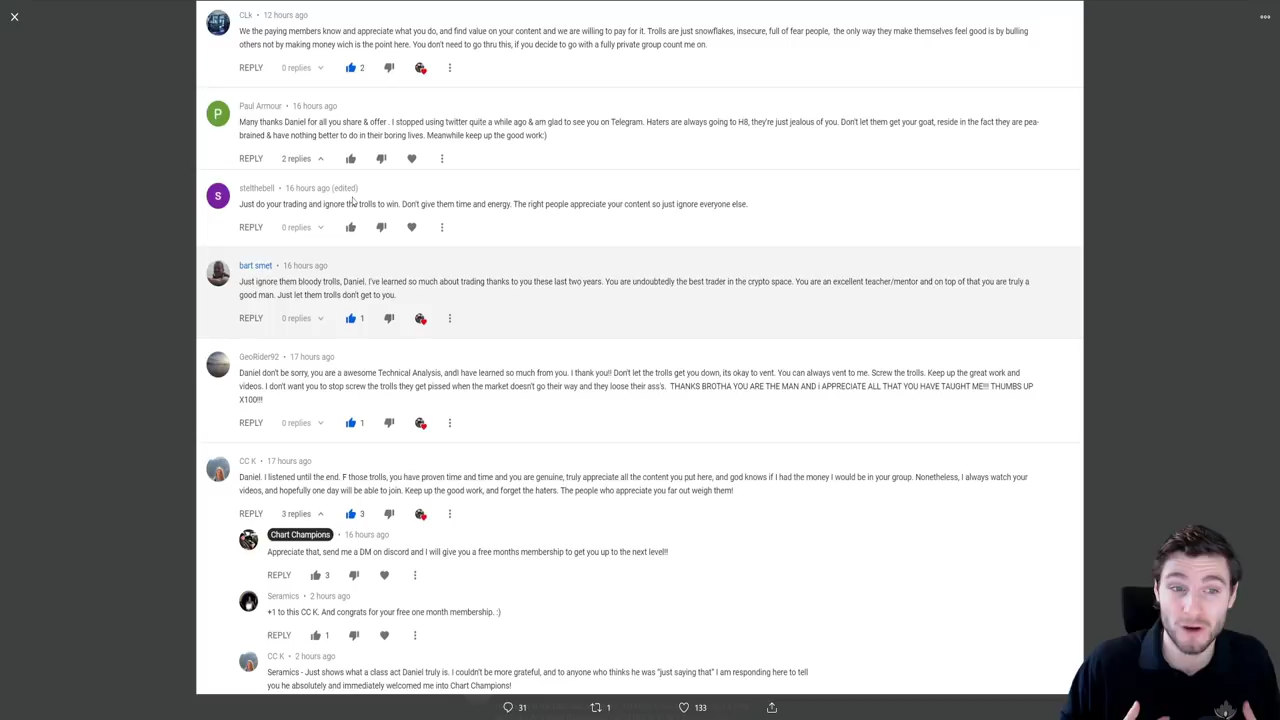 CLk • 12 hours ago
We the paying members know and appreciate what you do, and find value on your content and we are willing to pay for it. Trolls are just snowflakes, insecure, full of fear people,  the only way they make themselves feel good is by bulling
others not by making money wich is the point here. You don't need to go thru this, if you decide to go with a fully private group count me on.
REPLY 0 replies 2
P Paul Armour • 16 hours ago
Many thanks Daniel for all you share & offer . I stopped using twitter quite a while ago & am glad to see you on Telegram. Haters are always going to H8, they're just jealous of you. Don't let them get your goat, reside in the fact they are pea-
brained & have nothing better to do in their boring lives. Meanwhile keep up the good work:)
REPLY 2 replies
S stelthebell • 16 hours ago (edited)
Just do your trading and ignore the trolls to win. Don't give them time and energy. The right people appreciate your content so just ignore everyone else.
REPLY 0 replies
bart smet • 16 hours ago
Just ignore them bloody trolls, Daniel. I've learned so much about trading thanks to you these last two years. You are undoubtedly the best trader in the crypto space. You are an excellent teacher/mentor and on top of that you are truly a
good man. Just let them trolls don't get to you.
REPLY 0 replies 1
GeoRider92 • 17 hours ago
Daniel don't be sorry, you are a awesome Technical Analysis, andI have learned so much from you. I thank you!! Don't let the trolls get you down, its okay to vent. You can always vent to me. Screw the trolls. Keep up the great work and
videos. I don't want you to stop screw the trolls they get pissed when the market doesn't go their way and they loose their ass's.  THANKS BROTHA YOU ARE THE MAN AND i APPRECIATE ALL THAT YOU HAVE TAUGHT ME!!! THUMBS UP
X100!!!
REPLY 0 replies 1
CC K • 17 hours ago
Daniel. I listened until the end. F those trolls, you have proven time and time and you are genuine, truly appreciate all the content you put here, and god knows if I had the money I would be in your group. Nonetheless, I always watch your
videos, and hopefully one day will be able to join. Keep up the good work, and forget the haters. The people who appreciate you far out weigh them!
REPLY 3 replies 3
Chart Champions • 16 hours ago
Appreciate that, send me a DM on discord and I will give you a free months membership to get you up to the next level!!
REPLY 3
Seramics • 2 hours ago
+1 to this CC K. And congrats for your free one month membership. :)
REPLY 1
CC K • 2 hours ago
Seramics - Just shows what a class act Daniel truly is. I couldn't be more grateful, and to anyone who thinks he was "just saying that" I am responding here to tell
you he absolutely and immediately welcomed me into Chart Champions!
31 1 133